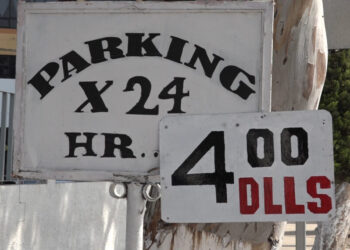 PARKING
X 24
HR..
4 00
DLLS